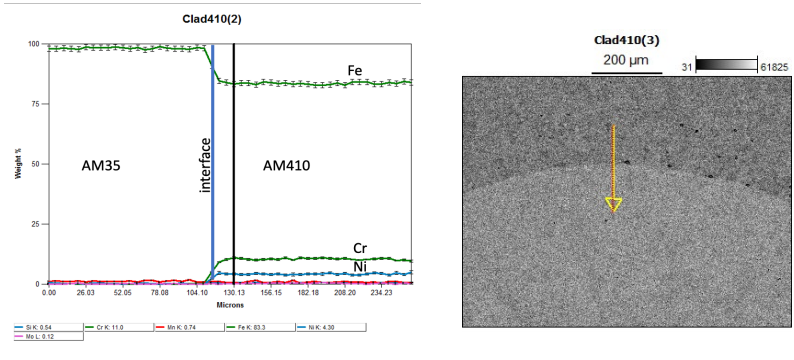 Clad410(2)
100
75
50
25
0
Weight %
Fe
AM35
interface
AM410
Cr
Ni
0.00 26.03 52.05 78.08 104.10 130.13 156.15 182.18 208.20 234.23
Microns
Si K: 0.54 Cr K: 11.0 Mn K: 0.74 Fe K: 83.3 Ni K: 4.30
Mo L: 0.12
Clad410(3)
200 µm
31 61825